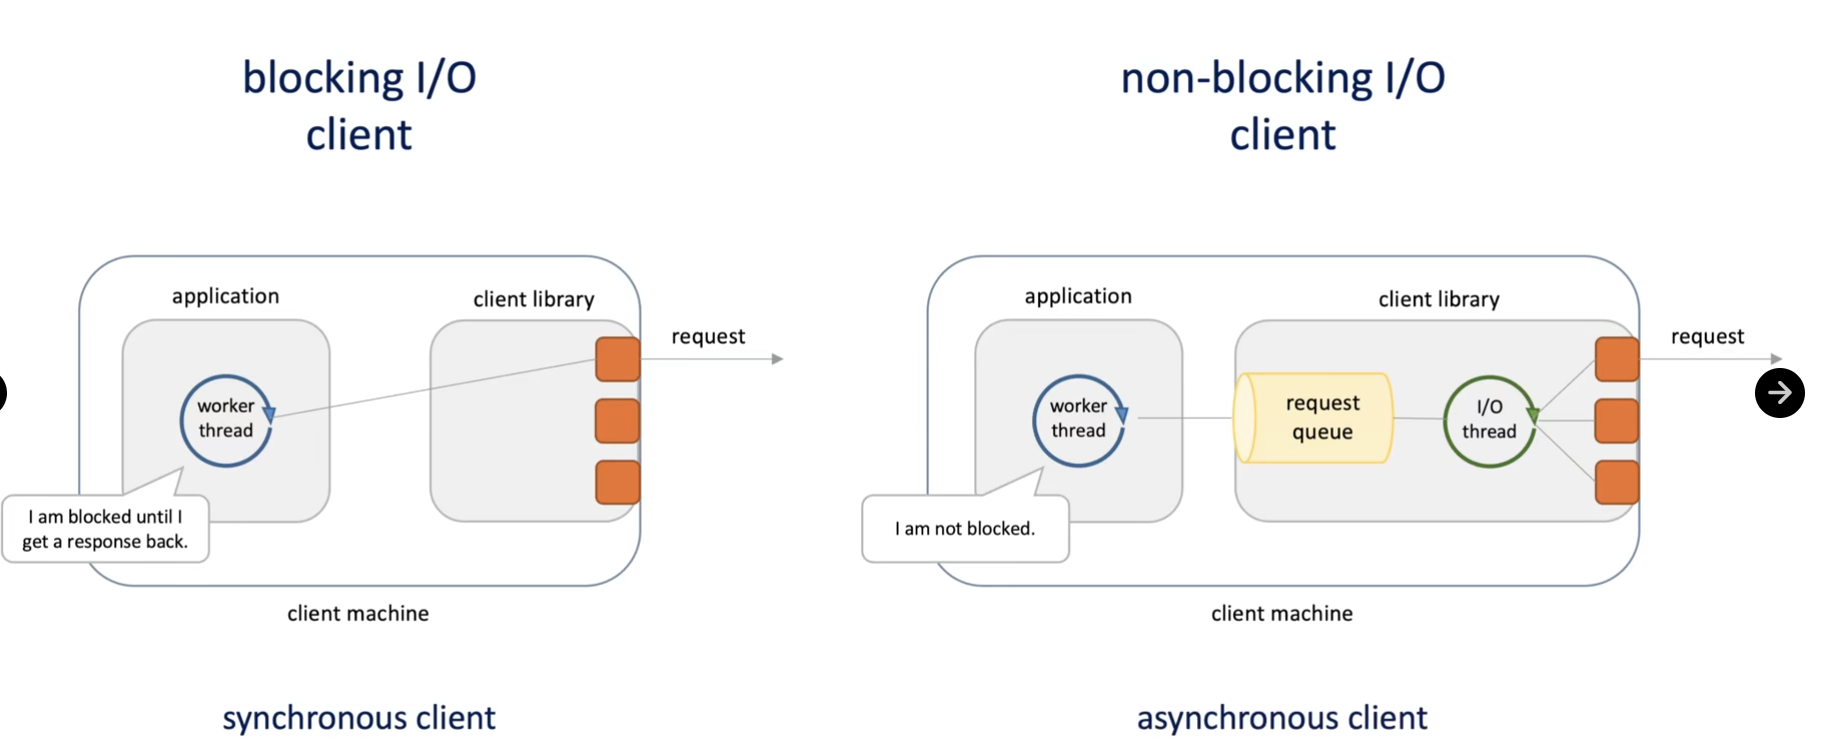 blocking I/O
client
application
client library
request
worker
thread
I am blocked until I
get a response back.
client machine
synchronous client
non-blocking I/O
client
application
client library
request
worker
thread
request
queue
I/O
thread
I am not blocked.
client machine
asynchronous client